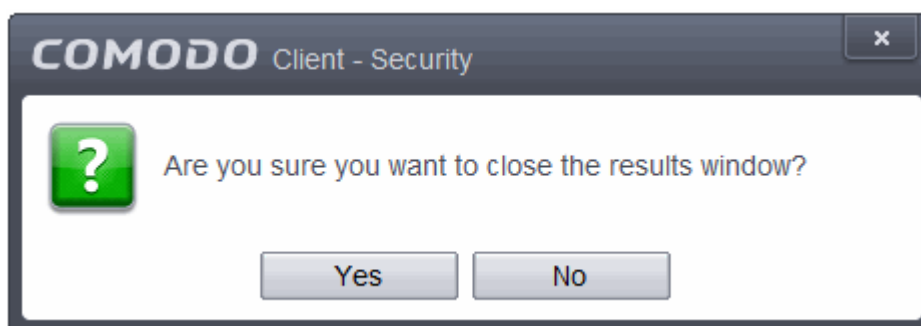 COMODO Client - Security
Are you sure you want to close the results window?
Yes No